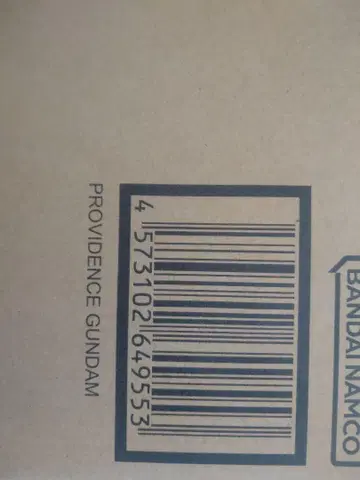 BANDAI NAMCO
4 573102 649553
PROVIDENCE GUNDAM